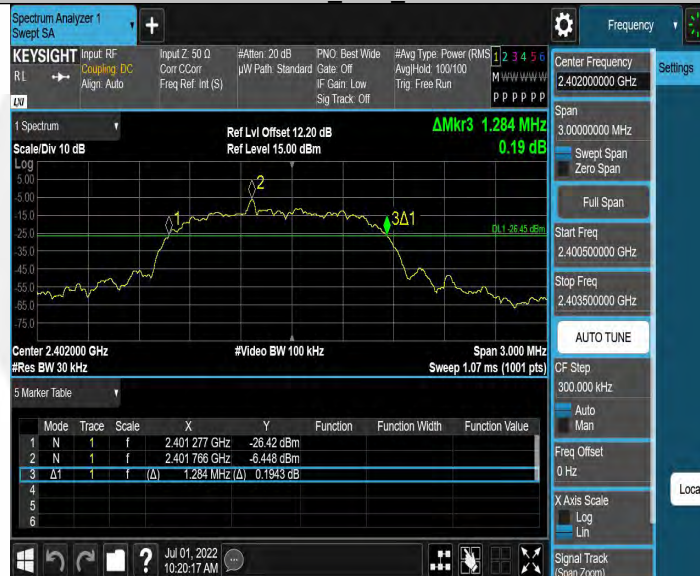 Spectrum Analyzer 1
Swept SA
+
Frequency
KEYSIGHT
RL
LXI
Input: RF
Coupling: DC
Align: Auto
Input Z: 50 Ω
Corr CCorr
Freq Ref: Int (S)
#Atten: 20 dB
µW Path: Standard
PNO: Best Wide
Gate: Off
IF Gain: Low
Sig Track: Off
#Avg Type: Power (RMS
Avg|Hold: 100/100
Trig: Free Run
1 2 3 4 5 6
M W W W W W
P P P P P P
1 Spectrum
Scale/Div 10 dB
Log
Ref Lvl Offset 12.20 dB
Ref Level 15.00 dBm
ΔMkr3 1.284 MHz
0.19 dB
5.00
-5.00
-15.0
-25.0
-35.0
-45.0
-55.0
-65.0
-75.0
1
2
3Δ1
DL1 -26.45 dBm
Center 2.402000 GHz
#Res BW 30 kHz
#Video BW 100 kHz
Span 3.000 MHz
Sweep 1.07 ms (1001 pts)
5 Marker Table
Mode Trace Scale X Y Function Function Width Function Value
1 N 1 f 2.401 277 GHz -26.42 dBm
2 N 1 f 2.401 766 GHz -6.448 dBm
3 Δ1 1 f (Δ) 1.284 MHz (Δ) 0.1943 dB
4
5
6
?
Jul 01, 2022
10:20:17 AM
Center Frequency
2.402000000 GHz
Settings
Span
3.00000000 MHz
Swept Span
Zero Span
Full Span
Start Freq
2.400500000 GHz
Stop Freq
2.403500000 GHz
AUTO TUNE
CF Step
300.000 kHz
Auto
Man
Freq Offset
0 Hz
X Axis Scale
Log
Lin
Loca
Signal Track
(Span Zoom)